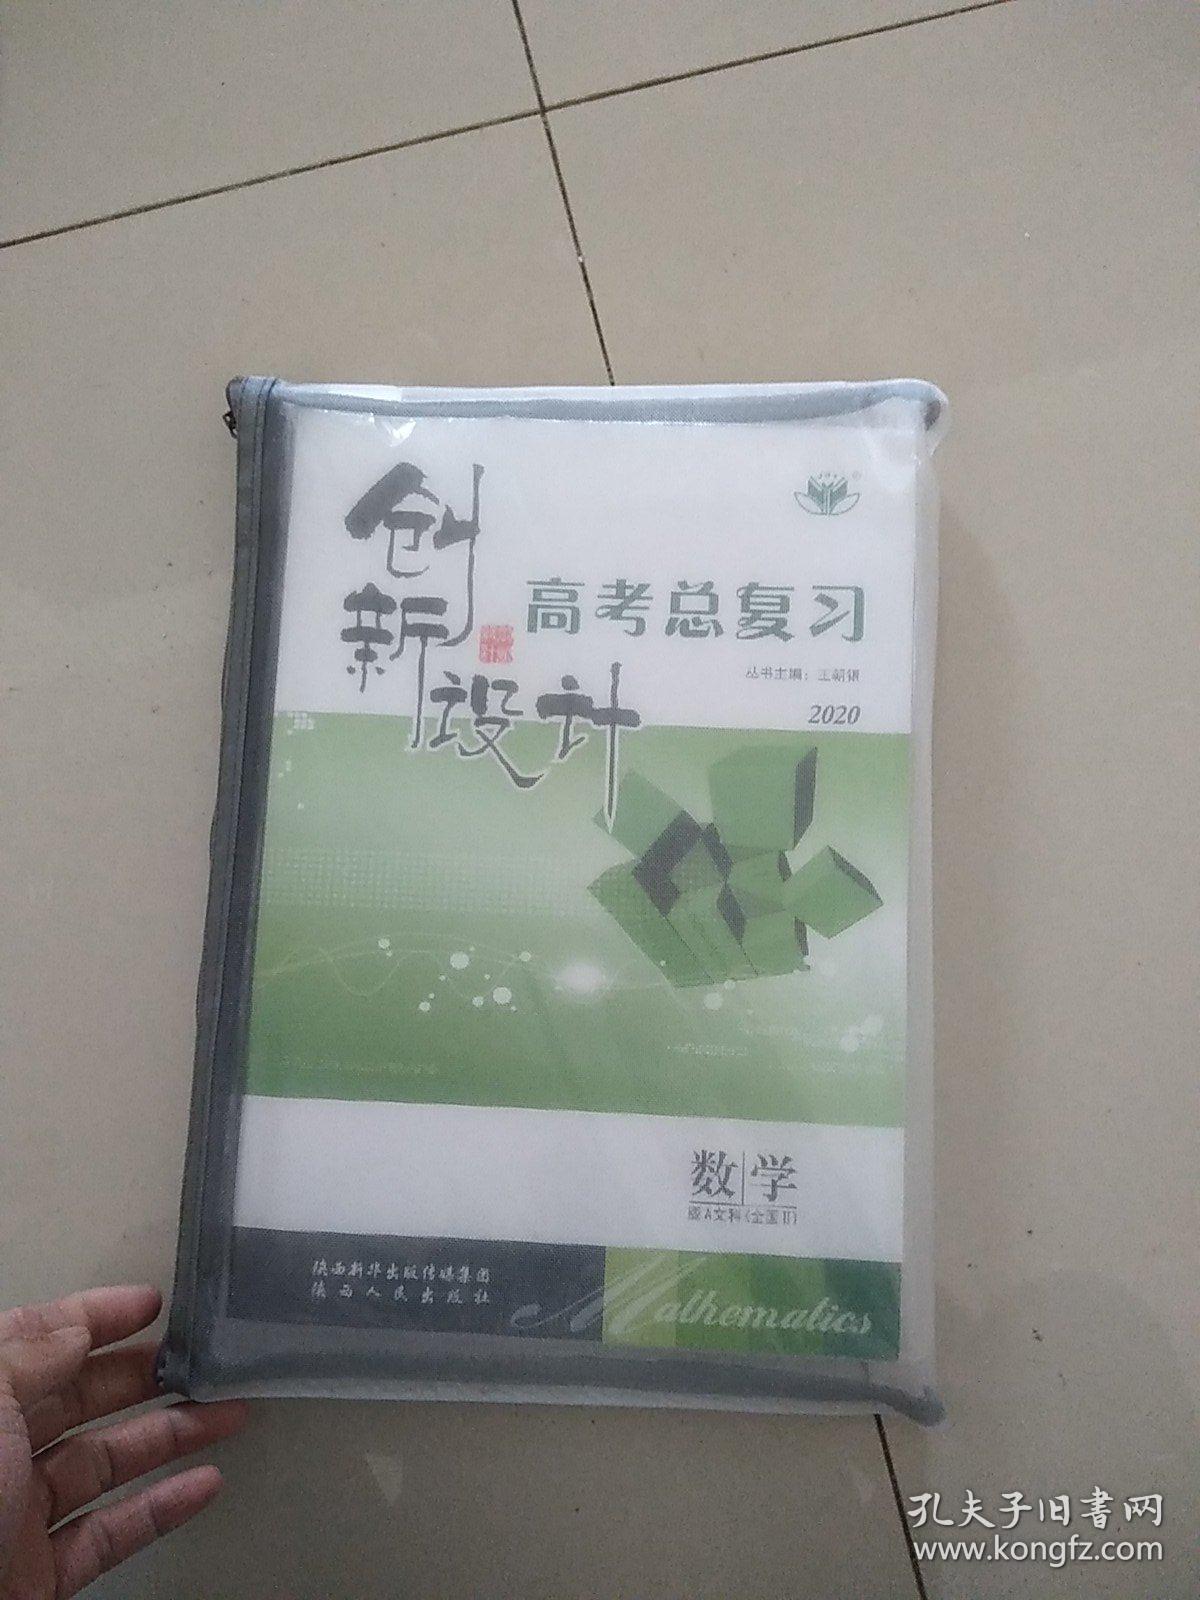 创新设计
高考总复习
丛书主编：王朝银
2020
数学
版A文科(全国Ⅱ)
陕西新华出版传媒集团
陕西人民出版社
Mathematics
孔夫子旧书网
www.kongfz.com